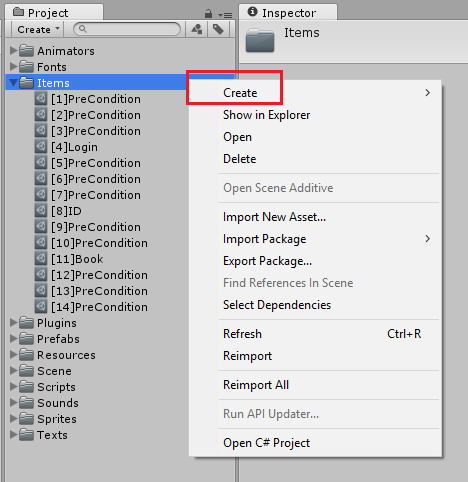 Project
Create
Animators
Fonts
Items
[1]PreCondition
[2]PreCondition
[3]PreCondition
[4]Login
[5]PreCondition
[6]PreCondition
[7]PreCondition
[8]ID
[9]PreCondition
[10]PreCondition
[11]Book
[12]PreCondition
[13]PreCondition
[14]PreCondition
Plugins
Prefabs
Resources
Scene
Scripts
Sounds
Sprites
Texts
Inspector
Items
Create
Show in Explorer
Open
Delete
Open Scene Additive
Import New Asset...
Import Package
Export Package...
Find References In Scene
Select Dependencies
Refresh Ctrl+R
Reimport
Reimport All
Run API Updater...
Open C# Project